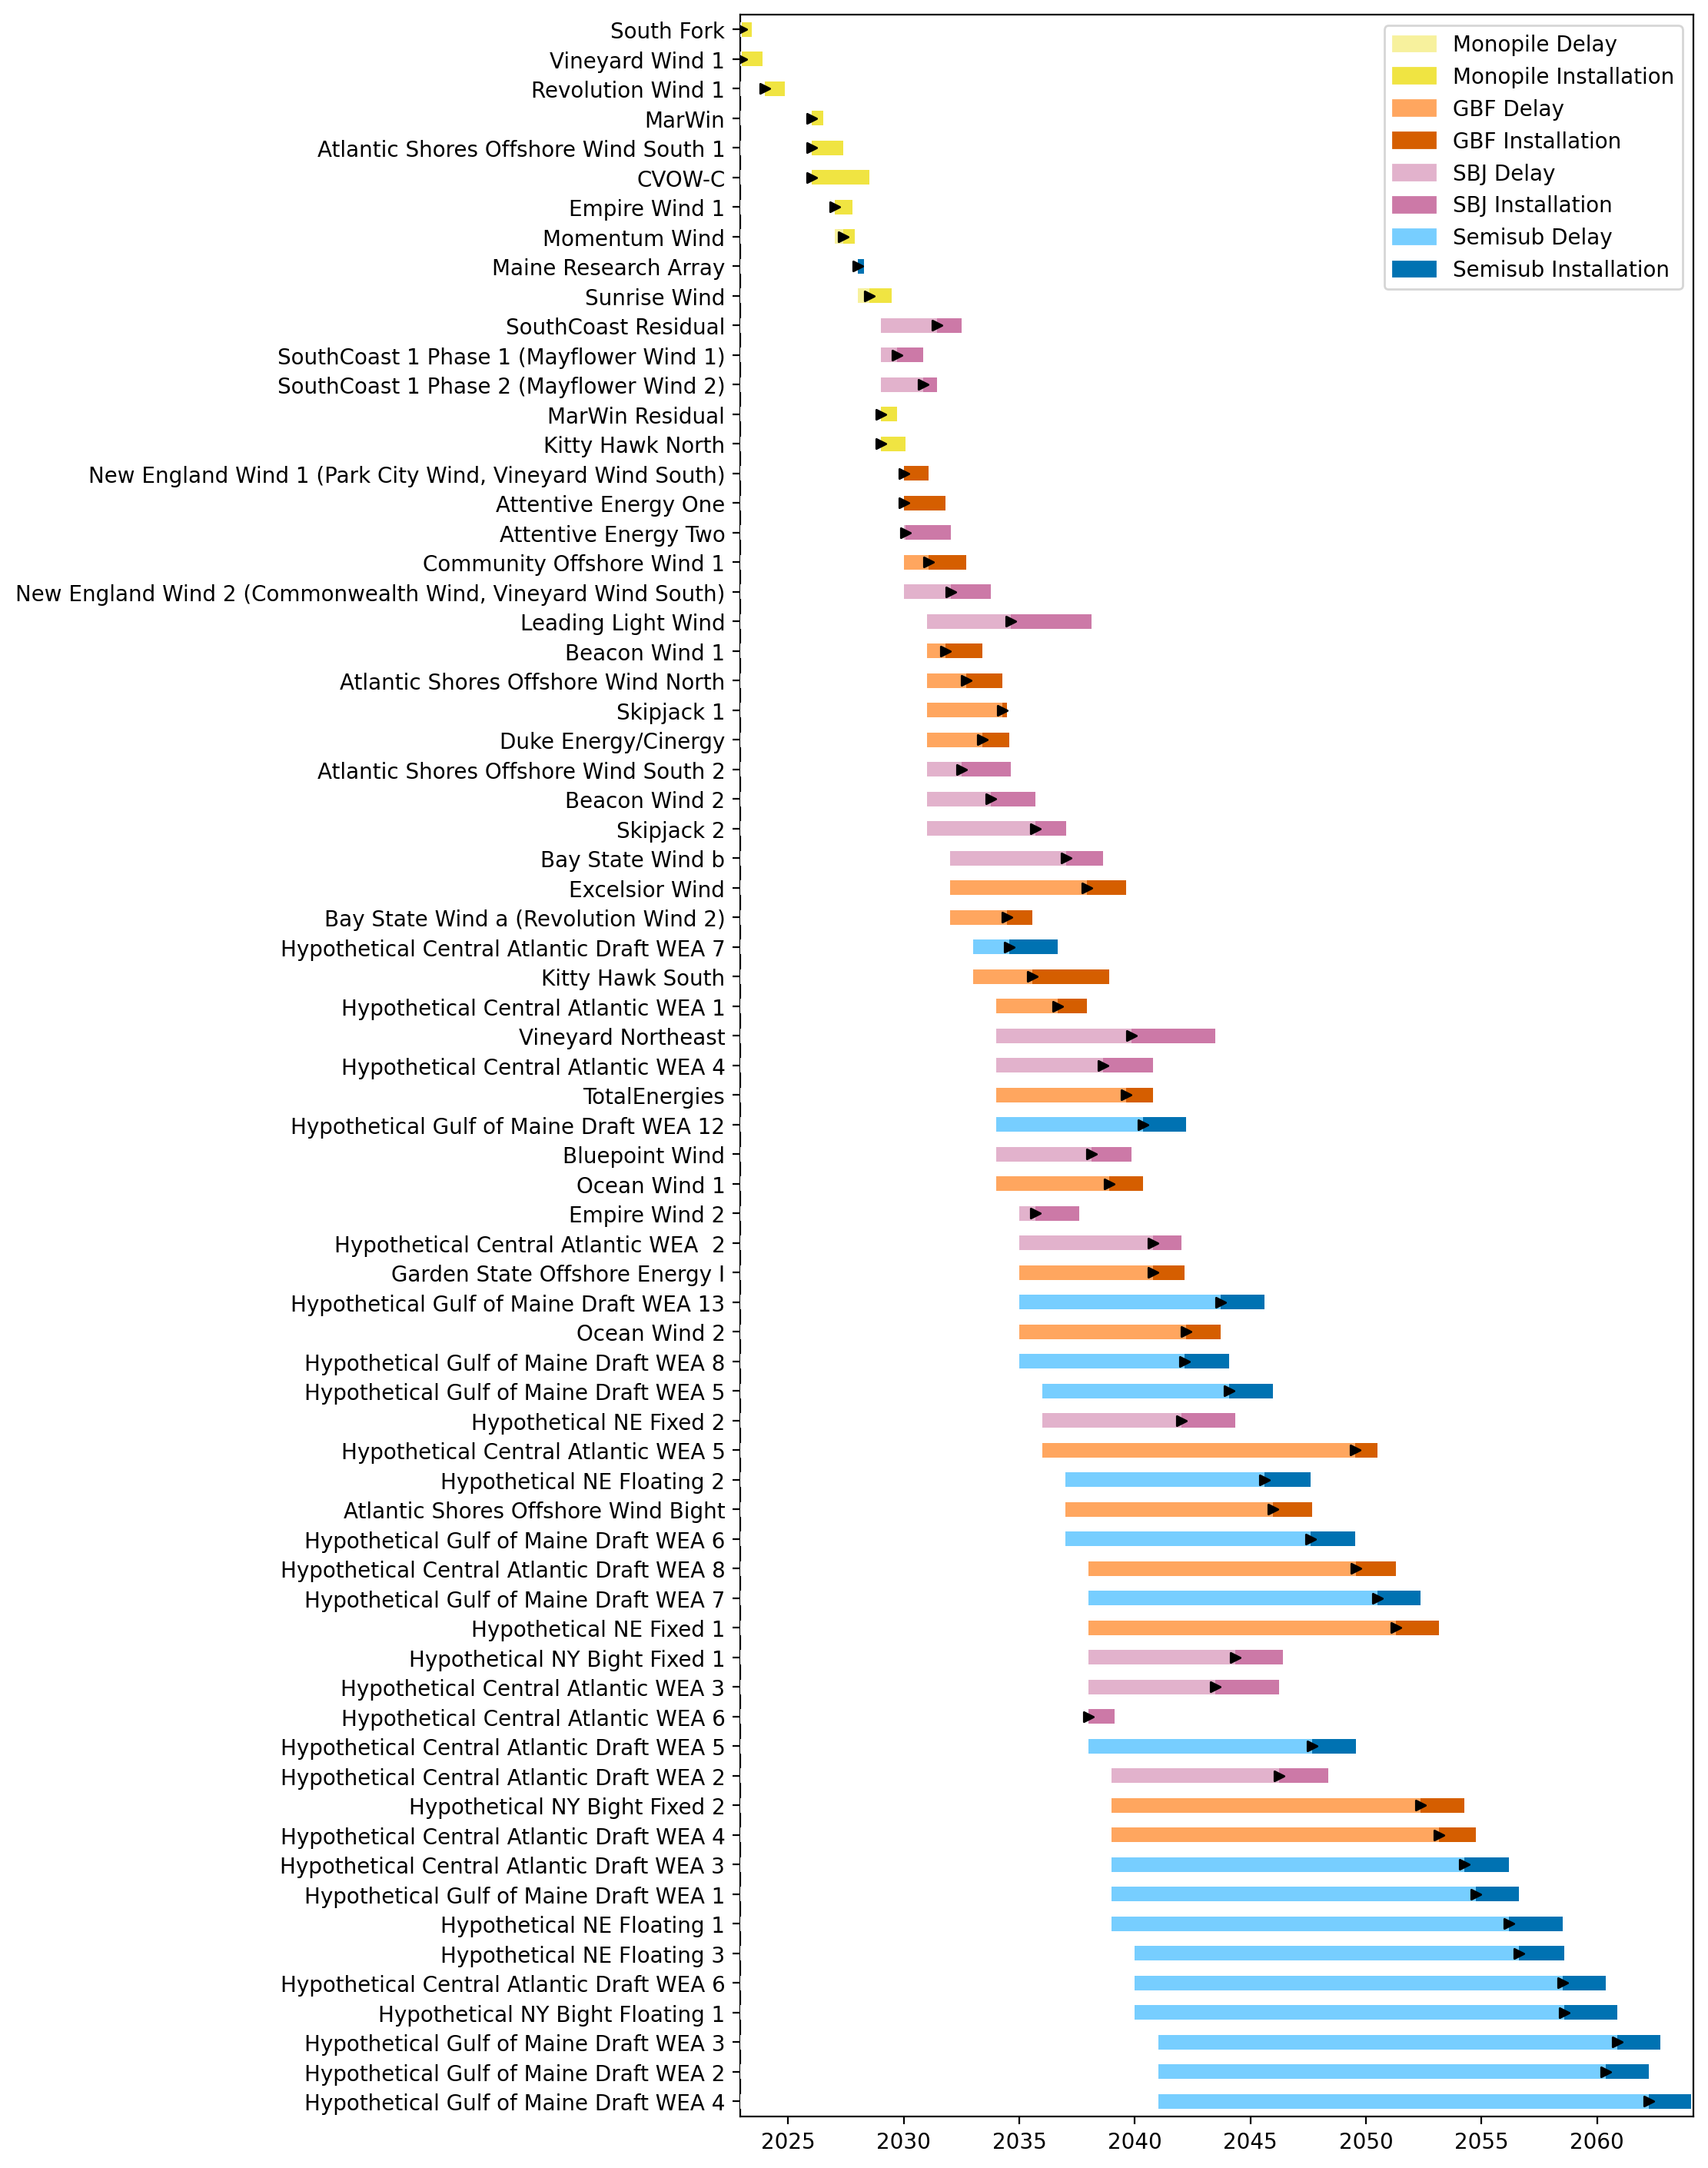 South Fork
Vineyard Wind 1
Revolution Wind 1
MarWin
Atlantic Shores Offshore Wind South 1
CVOW-C
Empire Wind 1
Momentum Wind
Maine Research Array
Sunrise Wind
SouthCoast Residual
SouthCoast 1 Phase 1 (Mayflower Wind 1)
SouthCoast 1 Phase 2 (Mayflower Wind 2)
MarWin Residual
Kitty Hawk North
New England Wind 1 (Park City Wind, Vineyard Wind South)
Attentive Energy One
Attentive Energy Two
Community Offshore Wind 1
New England Wind 2 (Commonwealth Wind, Vineyard Wind South)
Leading Light Wind
Beacon Wind 1
Atlantic Shores Offshore Wind North
Skipjack 1
Duke Energy/Cinergy
Atlantic Shores Offshore Wind South 2
Beacon Wind 2
Skipjack 2
Bay State Wind b
Excelsior Wind
Bay State Wind a (Revolution Wind 2)
Hypothetical Central Atlantic Draft WEA 7
Kitty Hawk South
Hypothetical Central Atlantic WEA 1
Vineyard Northeast
Hypothetical Central Atlantic WEA 4
TotalEnergies
Hypothetical Gulf of Maine Draft WEA 12
Bluepoint Wind
Ocean Wind 1
Empire Wind 2
Hypothetical Central Atlantic WEA  2
Garden State Offshore Energy I
Hypothetical Gulf of Maine Draft WEA 13
Ocean Wind 2
Hypothetical Gulf of Maine Draft WEA 8
Hypothetical Gulf of Maine Draft WEA 5
Hypothetical NE Fixed 2
Hypothetical Central Atlantic WEA 5
Hypothetical NE Floating 2
Atlantic Shores Offshore Wind Bight
Hypothetical Gulf of Maine Draft WEA 6
Hypothetical Central Atlantic Draft WEA 8
Hypothetical Gulf of Maine Draft WEA 7
Hypothetical NE Fixed 1
Hypothetical NY Bight Fixed 1
Hypothetical Central Atlantic WEA 3
Hypothetical Central Atlantic WEA 6
Hypothetical Central Atlantic Draft WEA 5
Hypothetical Central Atlantic Draft WEA 2
Hypothetical NY Bight Fixed 2
Hypothetical Central Atlantic Draft WEA 4
Hypothetical Central Atlantic Draft WEA 3
Hypothetical Gulf of Maine Draft WEA 1
Hypothetical NE Floating 1
Hypothetical NE Floating 3
Hypothetical Central Atlantic Draft WEA 6
Hypothetical NY Bight Floating 1
Hypothetical Gulf of Maine Draft WEA 3
Hypothetical Gulf of Maine Draft WEA 2
Hypothetical Gulf of Maine Draft WEA 4
Monopile Delay
Monopile Installation
GBF Delay
GBF Installation
SBJ Delay
SBJ Installation
Semisub Delay
Semisub Installation
2025 2030 2035 2040 2045 2050 2055 2060